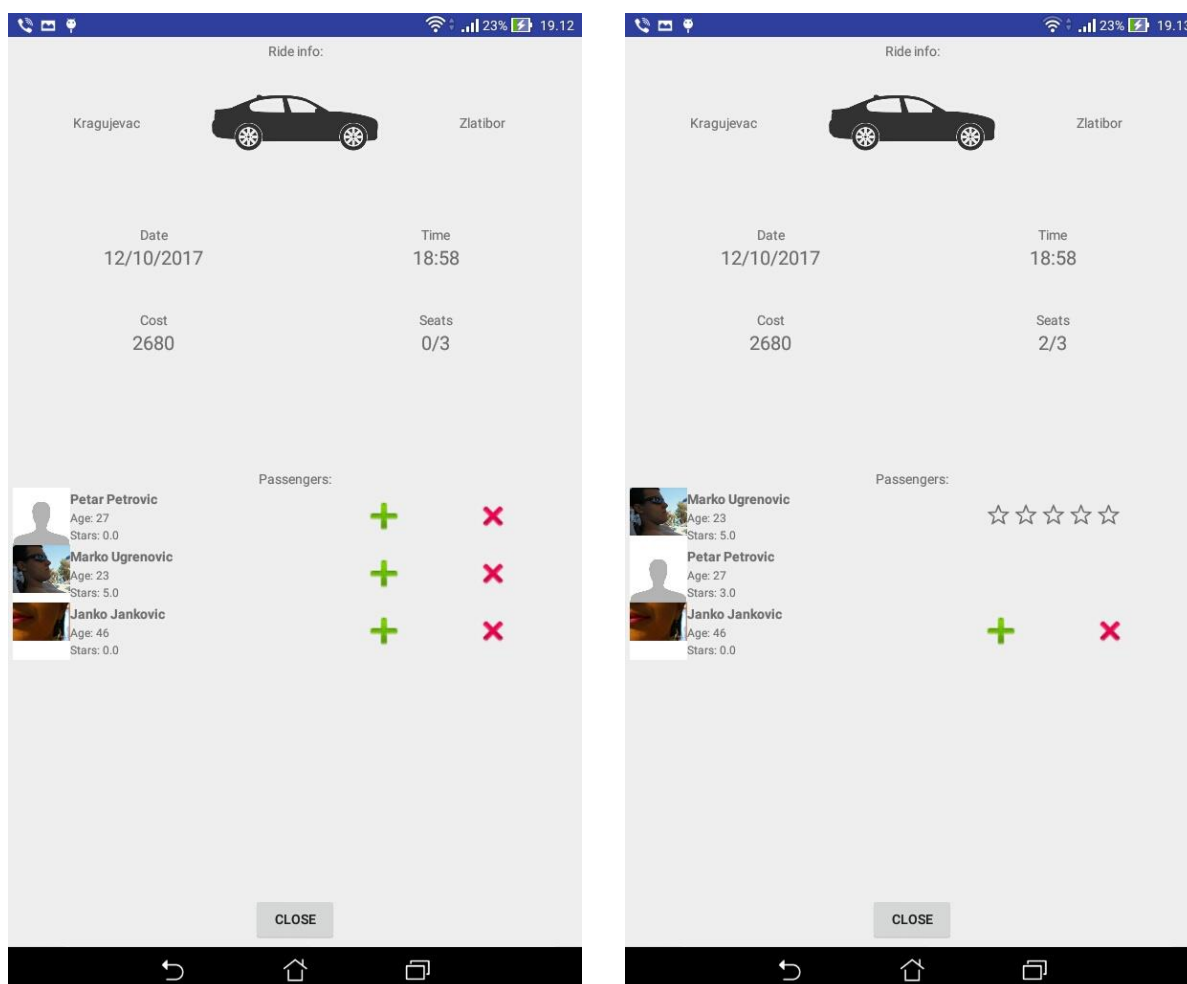 23% 19.12
Ride info:
Kragujevac Zlatibor
Date Time
12/10/2017 18:58
Cost Seats
2680 0/3
Passengers:
Petar Petrovic
Age: 27
Stars: 0.0
Marko Ugrenovic
Age: 23
Stars: 5.0
Janko Jankovic
Age: 46
Stars: 0.0
CLOSE
23% 19.13
Ride info:
Kragujevac Zlatibor
Date Time
12/10/2017 18:58
Cost Seats
2680 2/3
Passengers:
Marko Ugrenovic
Age: 23
Stars: 5.0
Petar Petrovic
Age: 27
Stars: 3.0
Janko Jankovic
Age: 46
Stars: 0.0
CLOSE